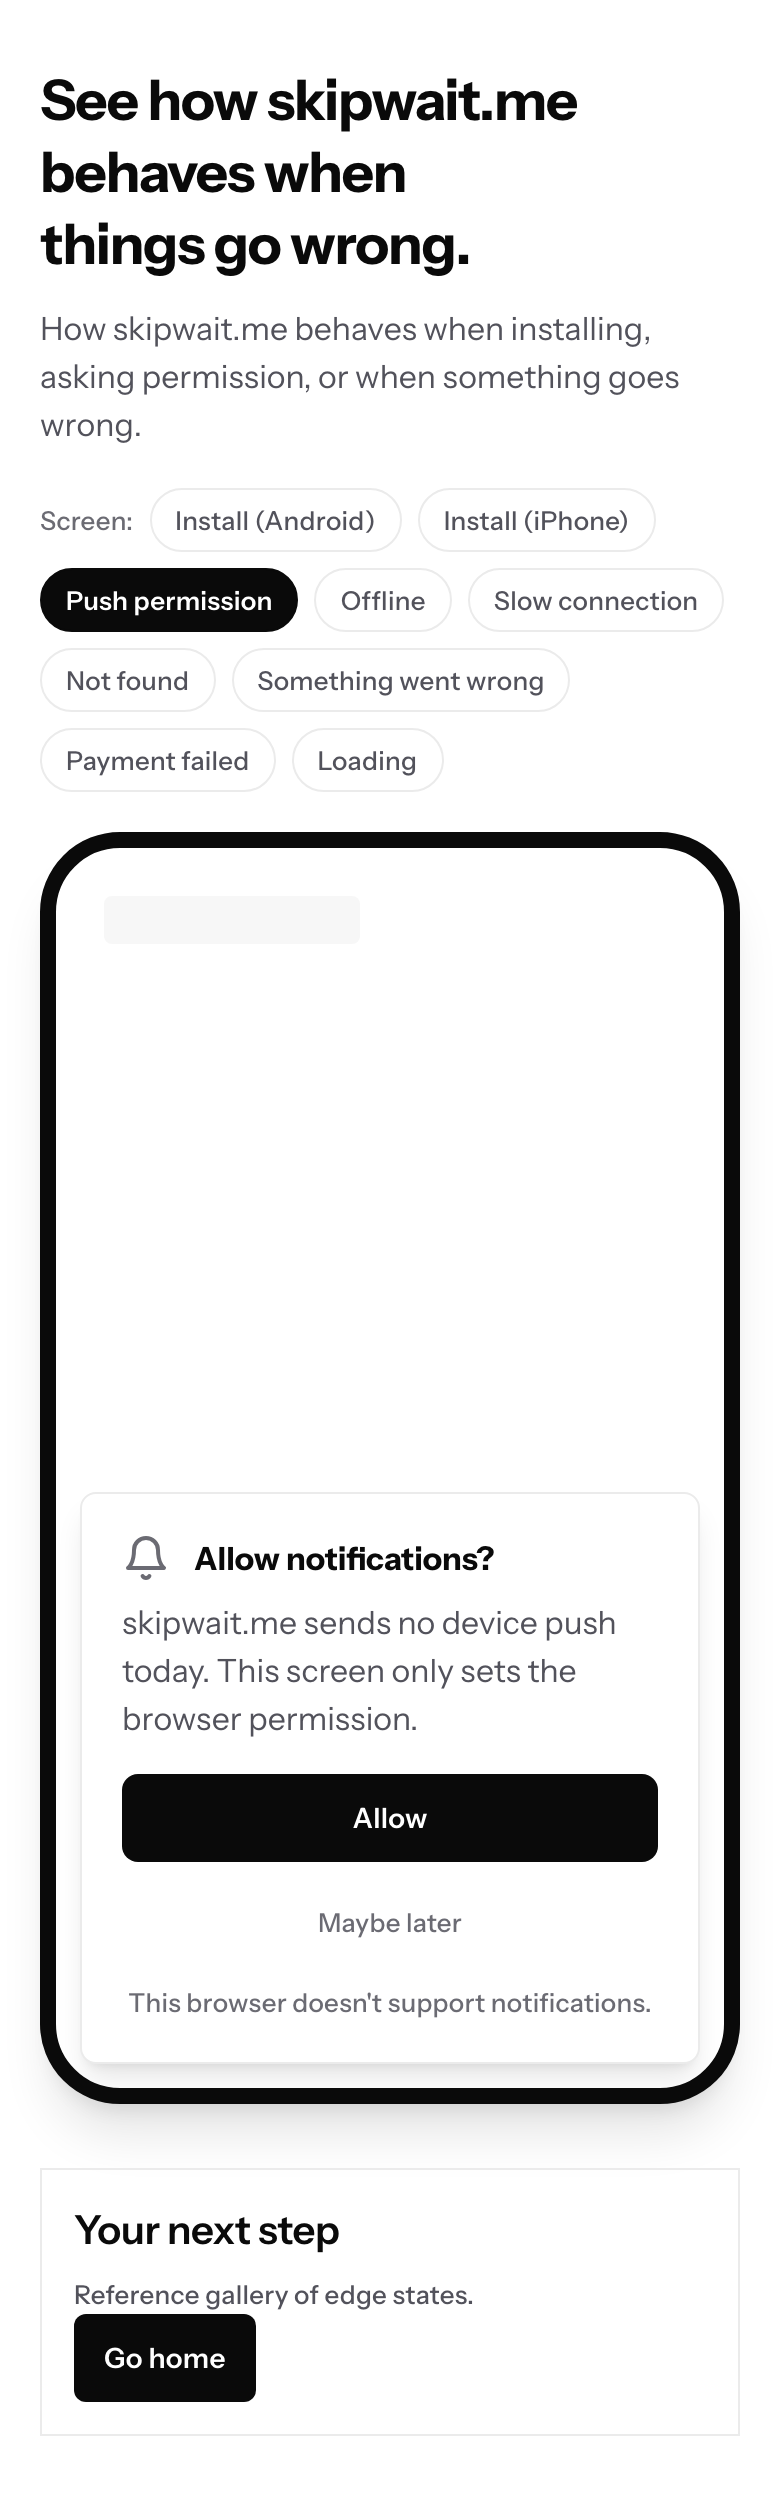 See how skipwait.me
behaves when
things go wrong.
How skipwait.me behaves when installing,
asking permission, or when something goes
wrong.
Screen: Install (Android) Install (iPhone)
Push permission Offline Slow connection
Not found Something went wrong
Payment failed Loading
Allow notifications?
skipwait.me sends no device push
today. This screen only sets the
browser permission.
Allow
Maybe later
This browser doesn't support notifications.
Your next step
Reference gallery of edge states.
Go home